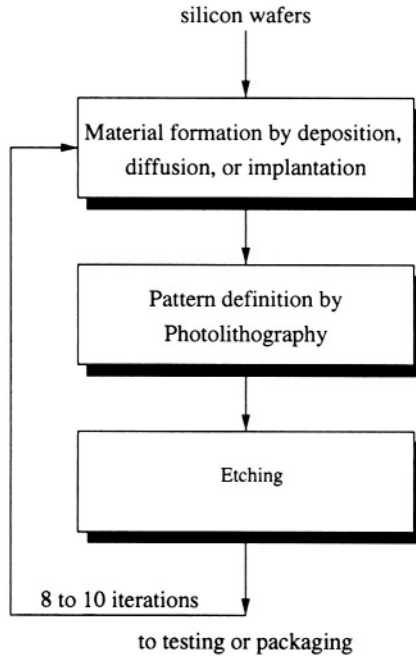 silicon wafers
Material formation by deposition,
diffusion, or implantation
Pattern definition by
Photolithography
Etching
8 to 10 iterations
to testing or packaging